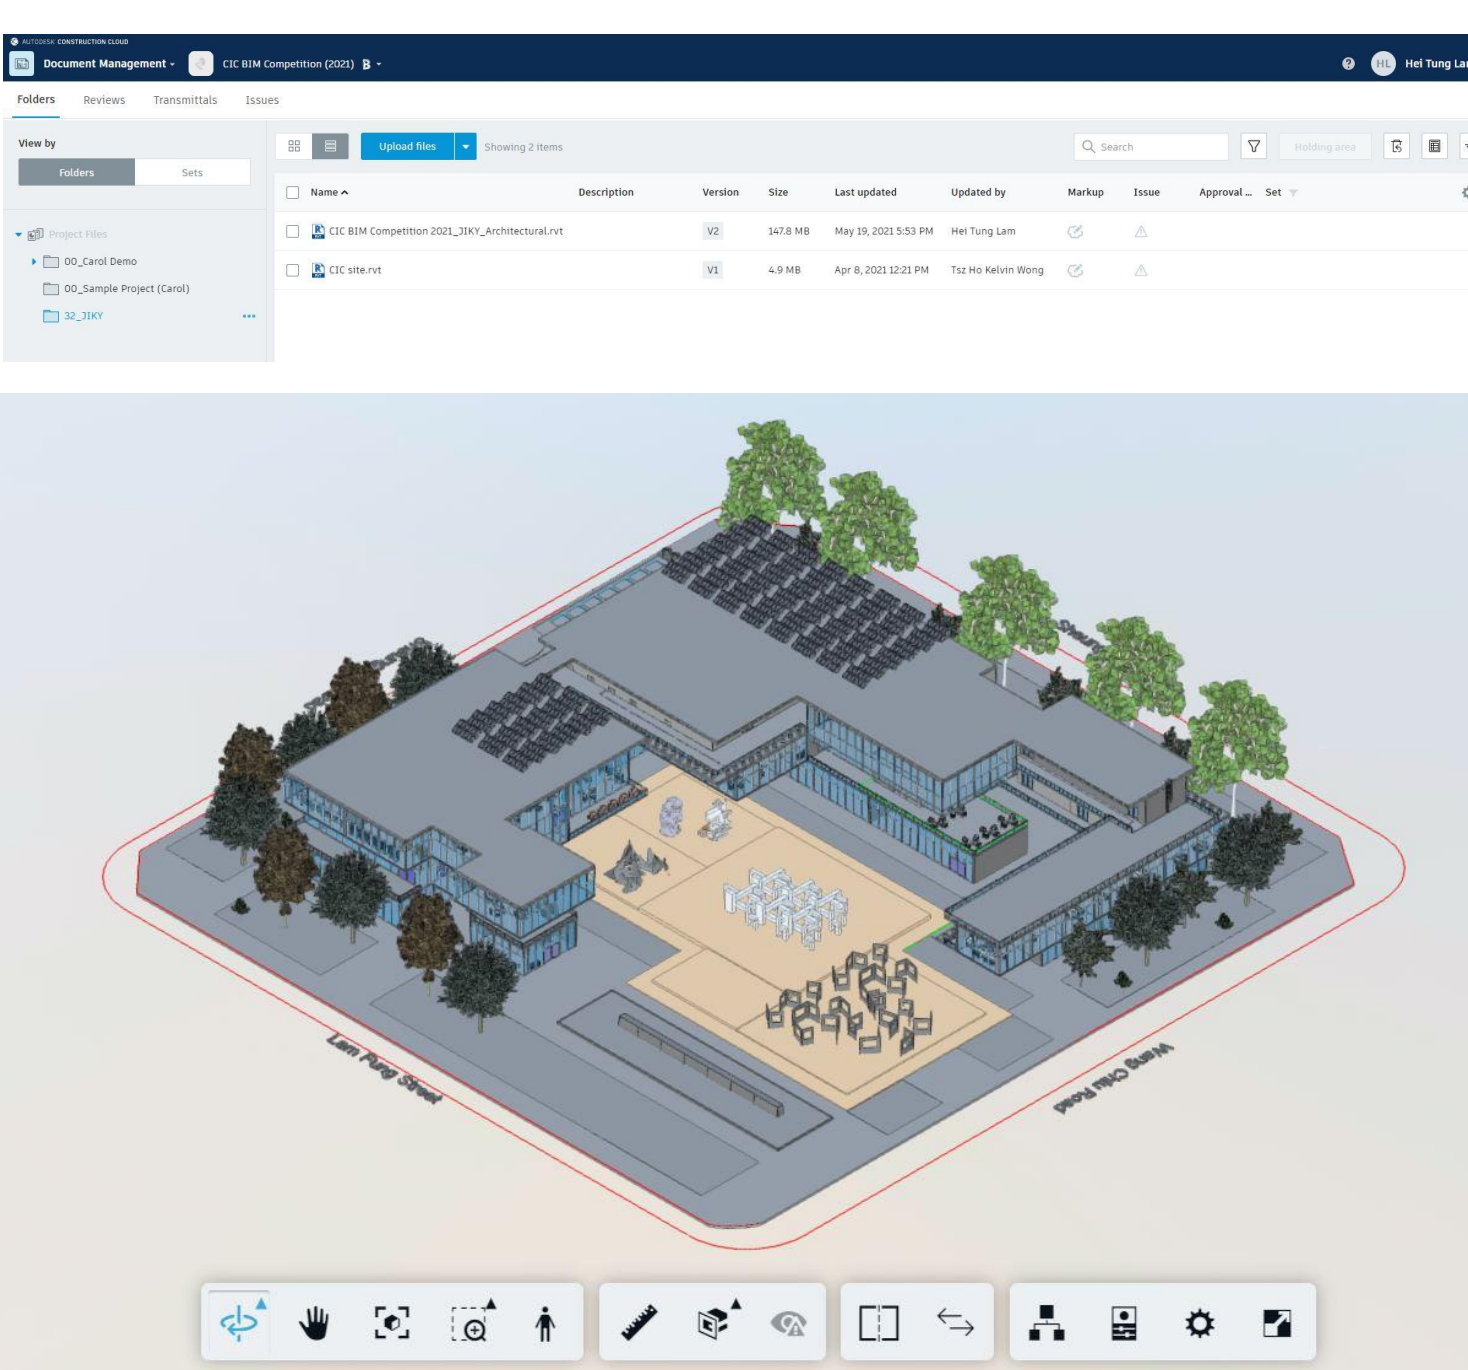 AUTODESK CONSTRUCTION CLOUD
Document Management CIC BIM Competition (2021) B HL Hei Tung
Folders Reviews Transmittals Issues
View by
Folders Sets
Upload files Showing 2 items Search Holding area
Name Description Version Size Last updated Updated by Markup Issue Approval ... Set
Project Files
CIC BIM Competition 2021_JIKY_Architectural.rvt V2 147.8 MB May 19, 2021 5:53 PM Hei Tung Lam
00_Carol Demo
CIC site.rvt V1 4.9 MB Apr 8, 2021 12:21 PM Tsz Ho Kelvin Wong
00_Sample Project (Carol)
32_JIKY
Lam Fung Street
Wang Chiu Road